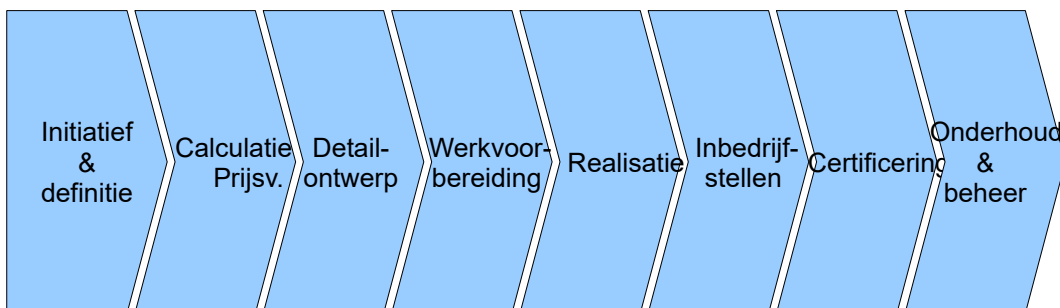 Initiatief
&
definitie
Calculatie
Prijsv.
Detail-
ontwerp
Werkvoor-
bereiding
Realisatie
Inbedrijf-
stellen
Certificering
Onderhoud
&
beheer